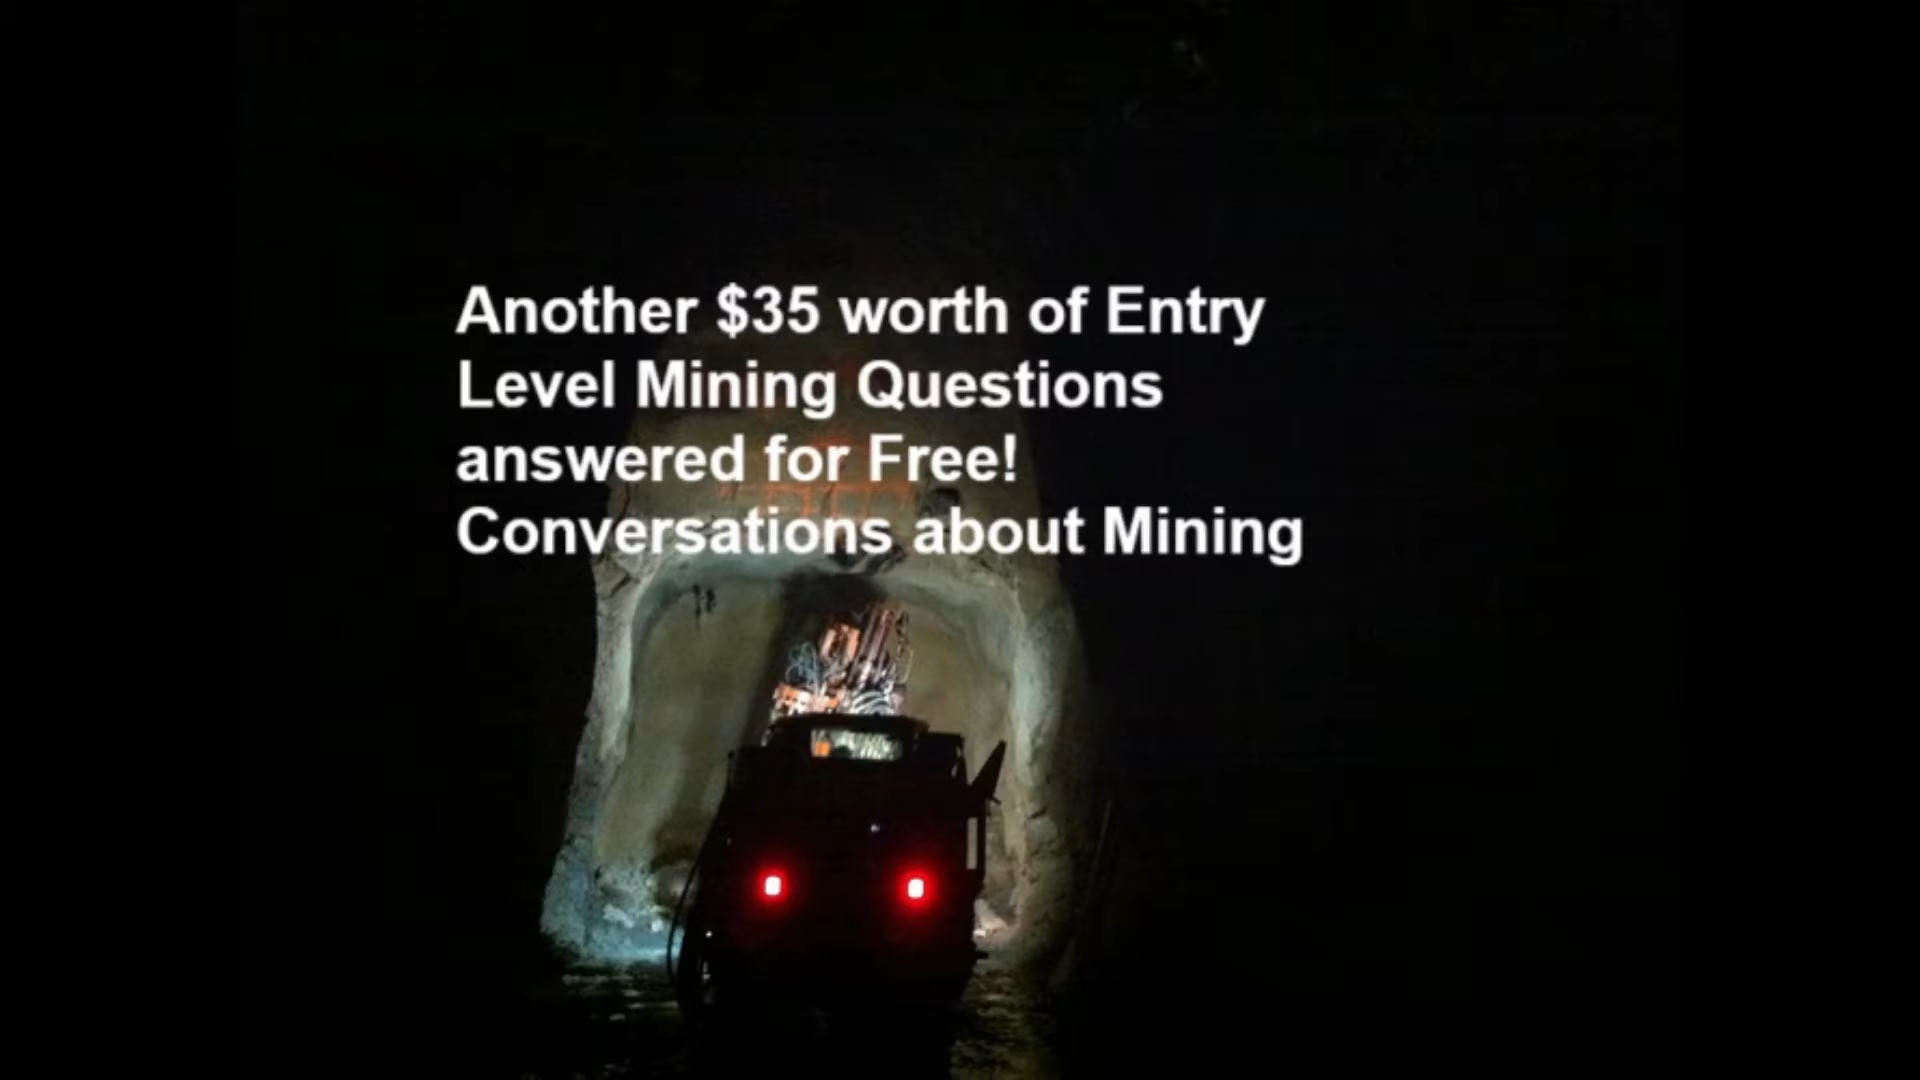 Another $35 worth of Entry
Level Mining Questions
answered for Free!
Conversations about Mining